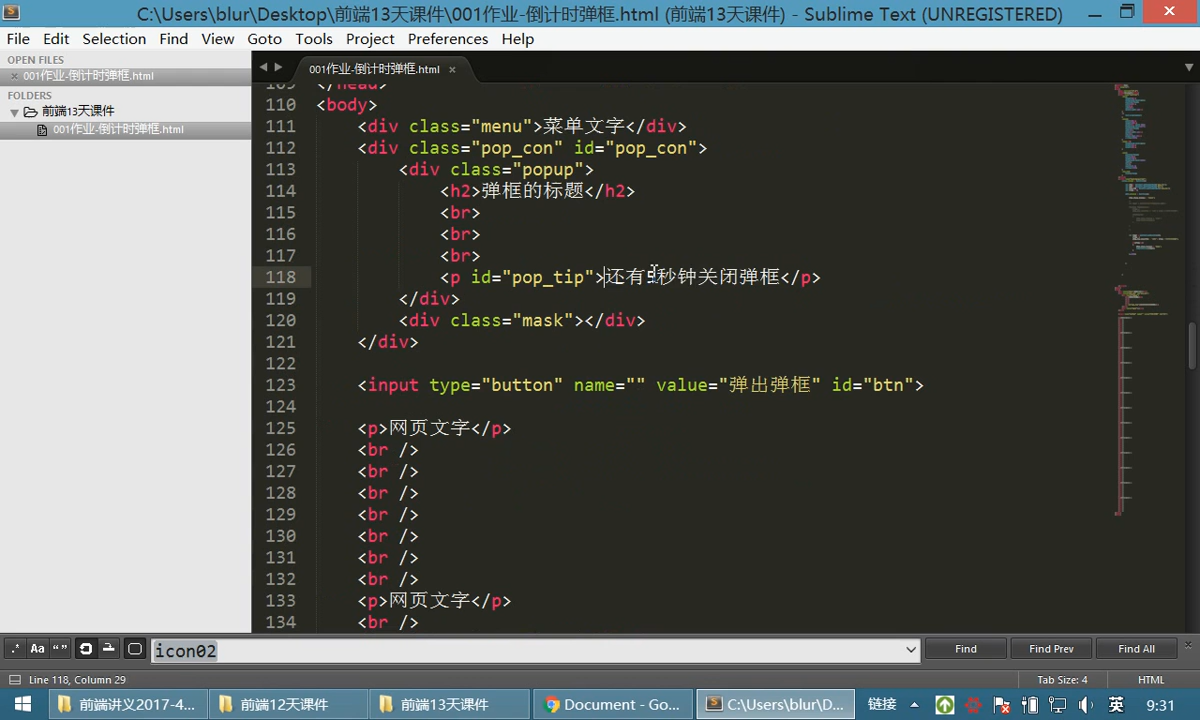 C:\Users\blur\Desktop\前端13天课件\001作业-倒计时弹框.html (前端13天课件) - Sublime Text (UNREGISTERED)
File Edit Selection Find View Goto Tools Project Preferences Help
OPEN FILES
001作业-倒计时弹框.html
FOLDERS
前端13天课件
001作业-倒计时弹框.html
001作业-倒计时弹框.html
109 </head>
110 <body>
111 <div class="menu">菜单文字</div>
112 <div class="pop_con" id="pop_con">
113 <div class="popup">
114 <h2>弹框的标题</h2>
115 <br>
116 <br>
117 <br>
118 <p id="pop_tip">还有5秒钟关闭弹框</p>
119 </div>
120 <div class="mask"></div>
121 </div>
122
123 <input type="button" name="" value="弹出弹框" id="btn">
124
125 <p>网页文字</p>
126 <br />
127 <br />
128 <br />
129 <br />
130 <br />
131 <br />
132 <br />
133 <p>网页文字</p>
134 <br />
.* Aa “” icon02 Find Find Prev Find All
Line 118, Column 29 Tab Size: 4 HTML
前端讲义2017-4... 前端12天课件 前端13天课件 Document - Go... C:\Users\blur\D... 链接 英 9:31